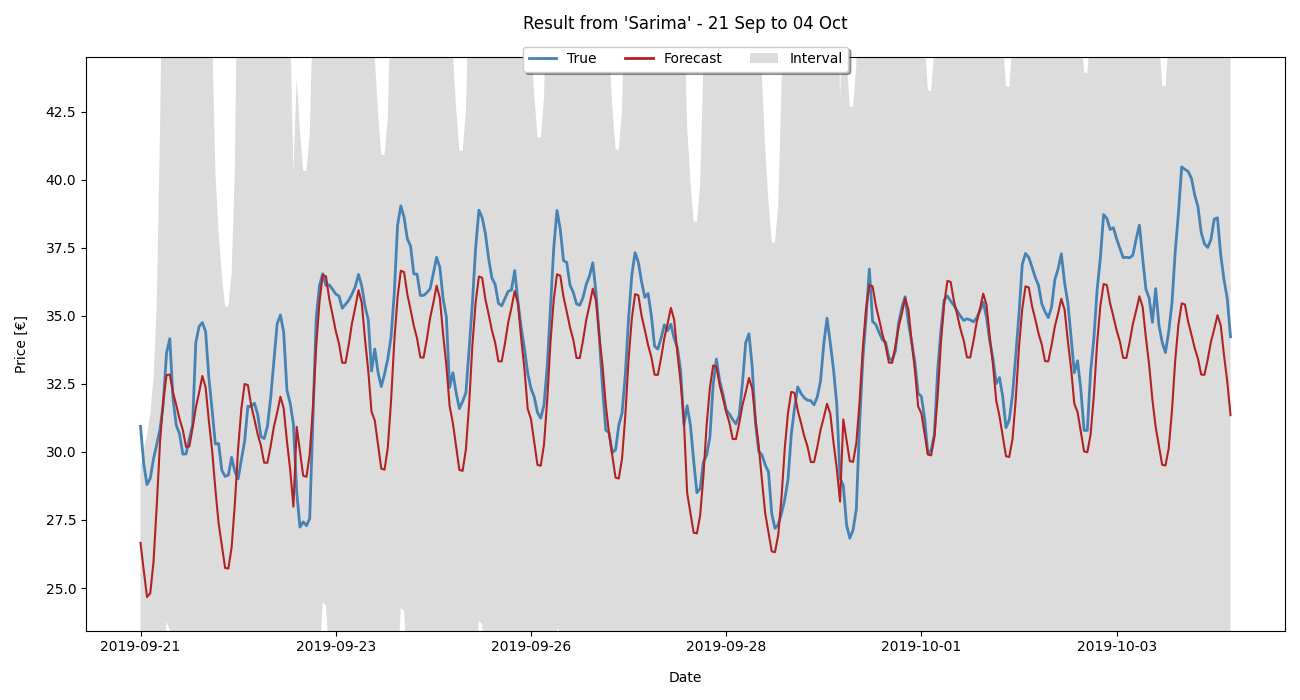 Result from 'Sarima' - 21 Sep to 04 Oct
True Forecast Interval
42.5
40.0
37.5
35.0
32.5
30.0
27.5
25.0
Price [€]
2019-09-21 2019-09-23 2019-09-26 2019-09-28 2019-10-01 2019-10-03
Date